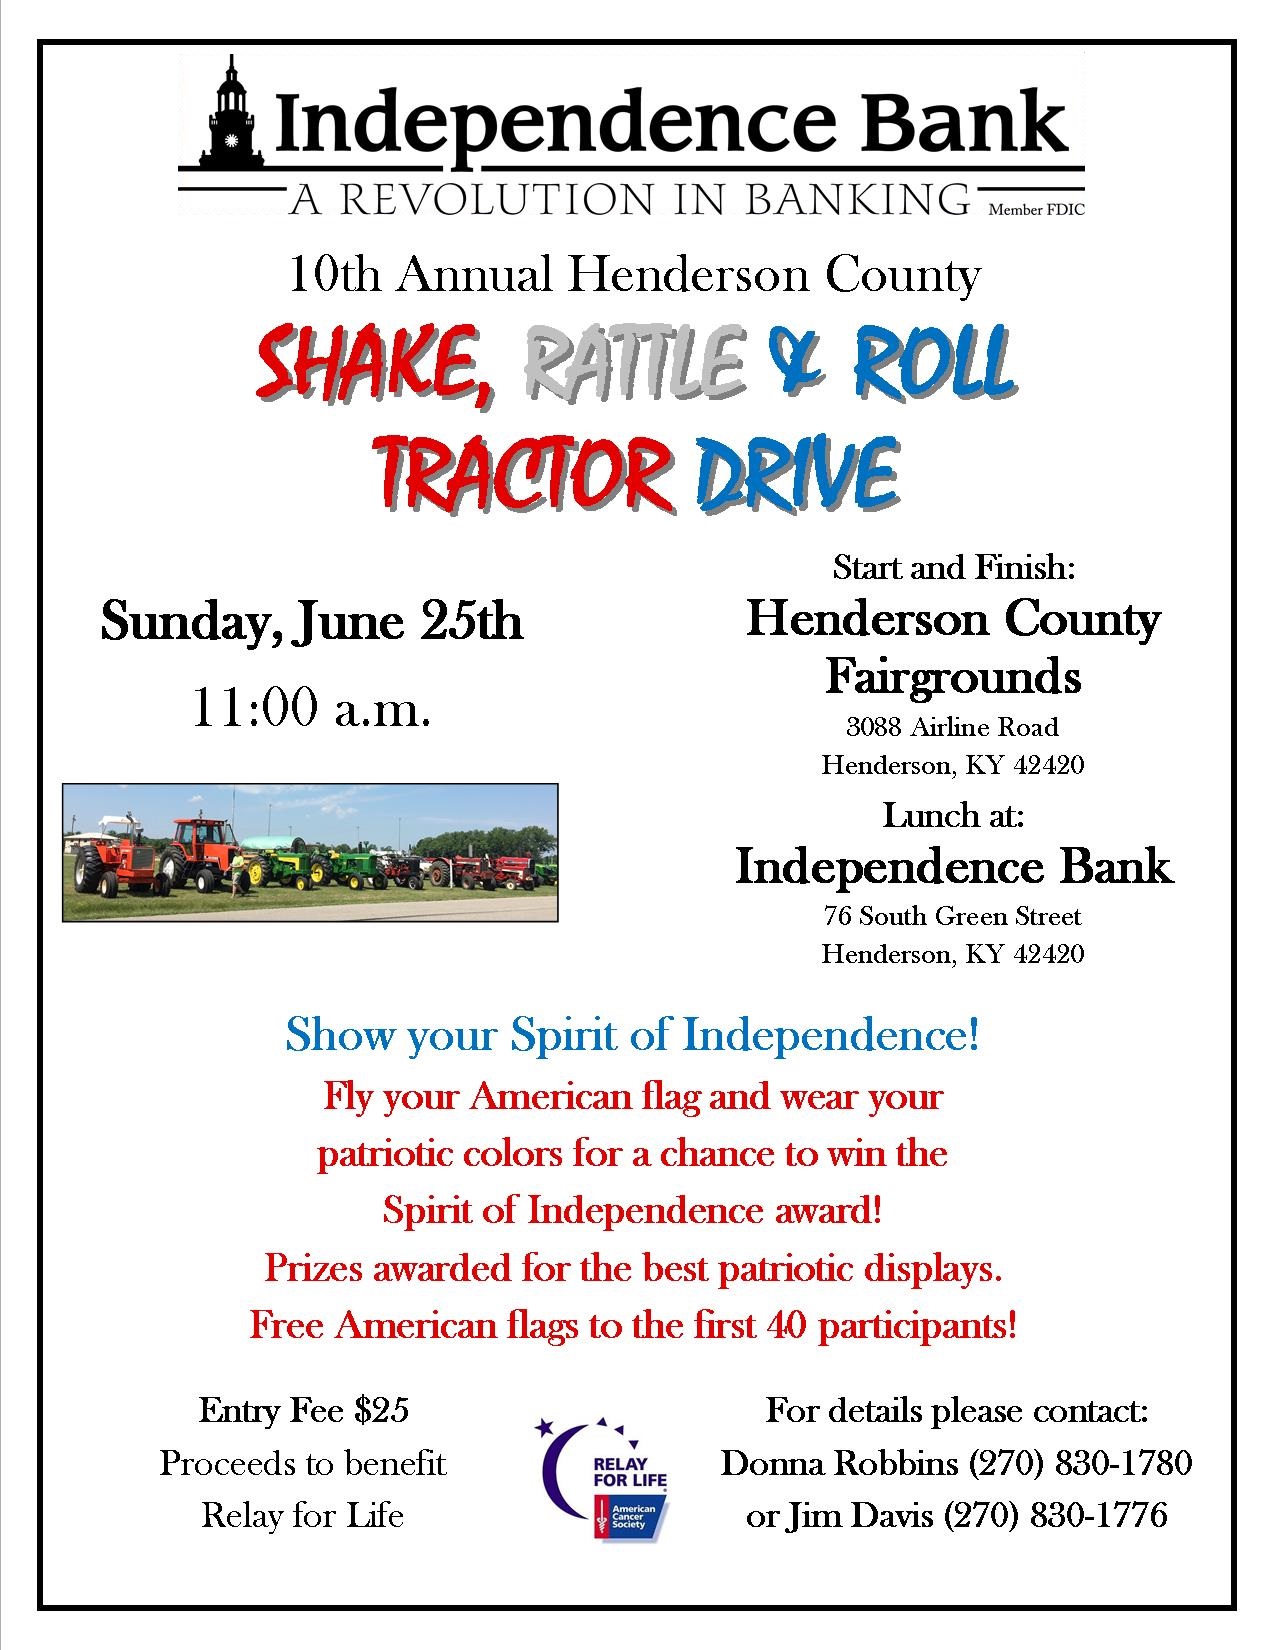 Independence Bank
A REVOLUTION IN BANKING Member FDIC
10th Annual Henderson County
SHAKE, RATTLE & ROLL
TRACTOR DRIVE
Sunday, June 25th
11:00 a.m.
Start and Finish:
Henderson County
Fairgrounds
3088 Airline Road
Henderson, KY 42420
Lunch at:
Independence Bank
76 South Green Street
Henderson, KY 42420
Show your Spirit of Independence!
Fly your American flag and wear your
patriotic colors for a chance to win the
Spirit of Independence award!
Prizes awarded for the best patriotic displays.
Free American flags to the first 40 participants!
Entry Fee $25
Proceeds to benefit
Relay for Life
RELAY
FOR LIFE®
American
Cancer
Society
For details please contact:
Donna Robbins (270) 830-1780
or Jim Davis (270) 830-1776